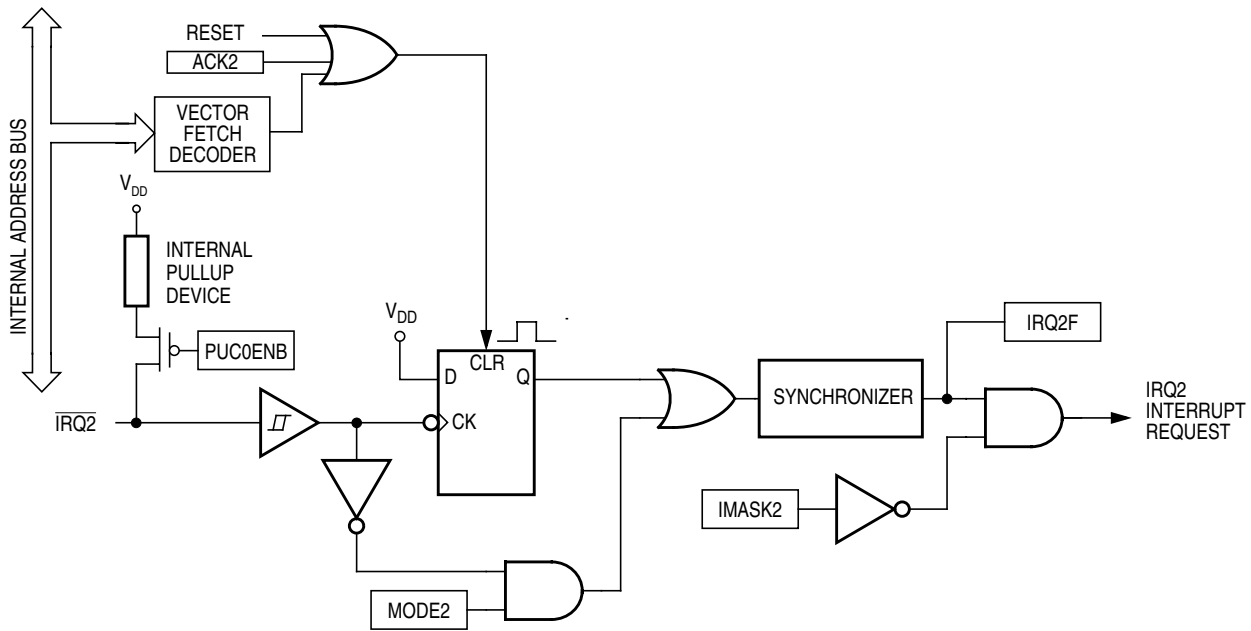 INTERNAL ADDRESS BUS
RESET
ACK2
VECTOR
FETCH
DECODER
VDD
INTERNAL
PULLUP
DEVICE
PUC0ENB
IRQ2
VDD
CLR
D
Q
CK
MODE2
SYNCHRONIZER
IRQ2F
IMASK2
IRQ2
INTERRUPT
REQUEST